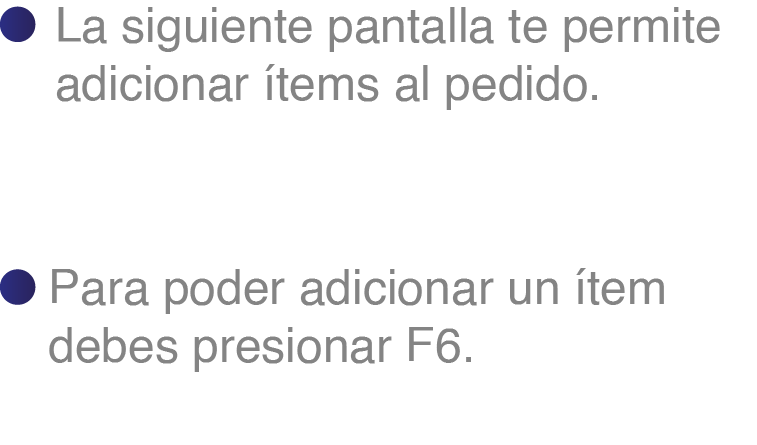 La siguiente pantalla te permite
adicionar ítems al pedido.
Para poder adicionar un ítem
debes presionar F6.